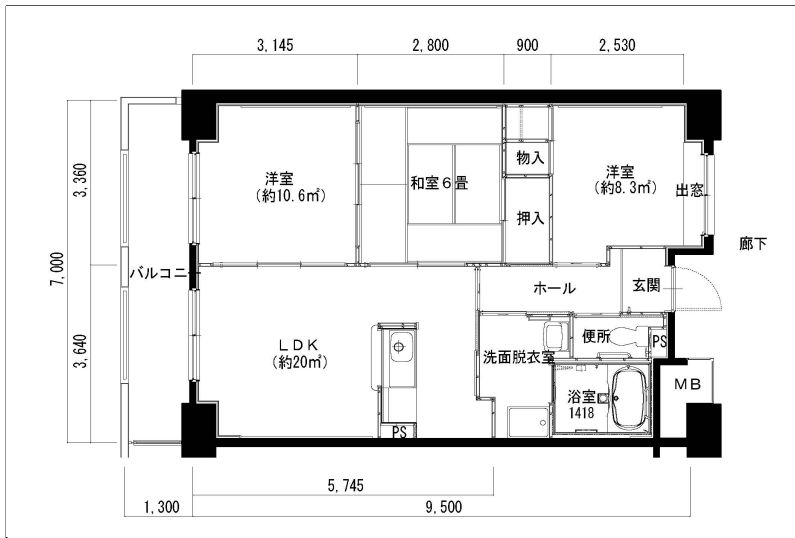 3,145
2,800
900
2,530
3,360
7,000
3,640
洋室
(約10.6㎡)
和室６畳
物入
押入
洋室
(約8.3㎡)
出窓
廊下
バルコニー
ホール
玄関
ＬＤＫ
(約20㎡)
洗面脱衣室
便所
PS
浴室
1418
ＭＢ
PS
5,745
1,300
9,500